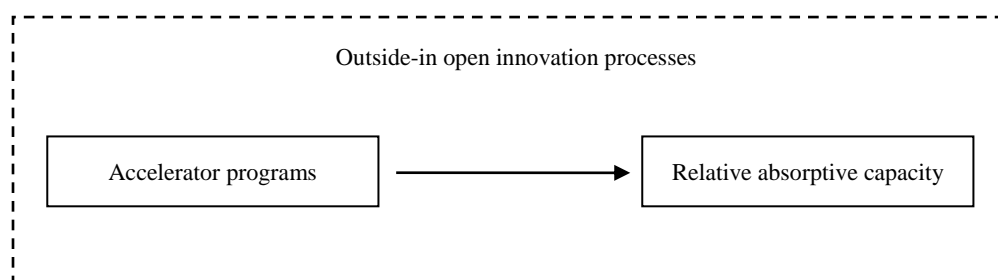 Outside-in open innovation processes
Accelerator programs
Relative absorptive capacity